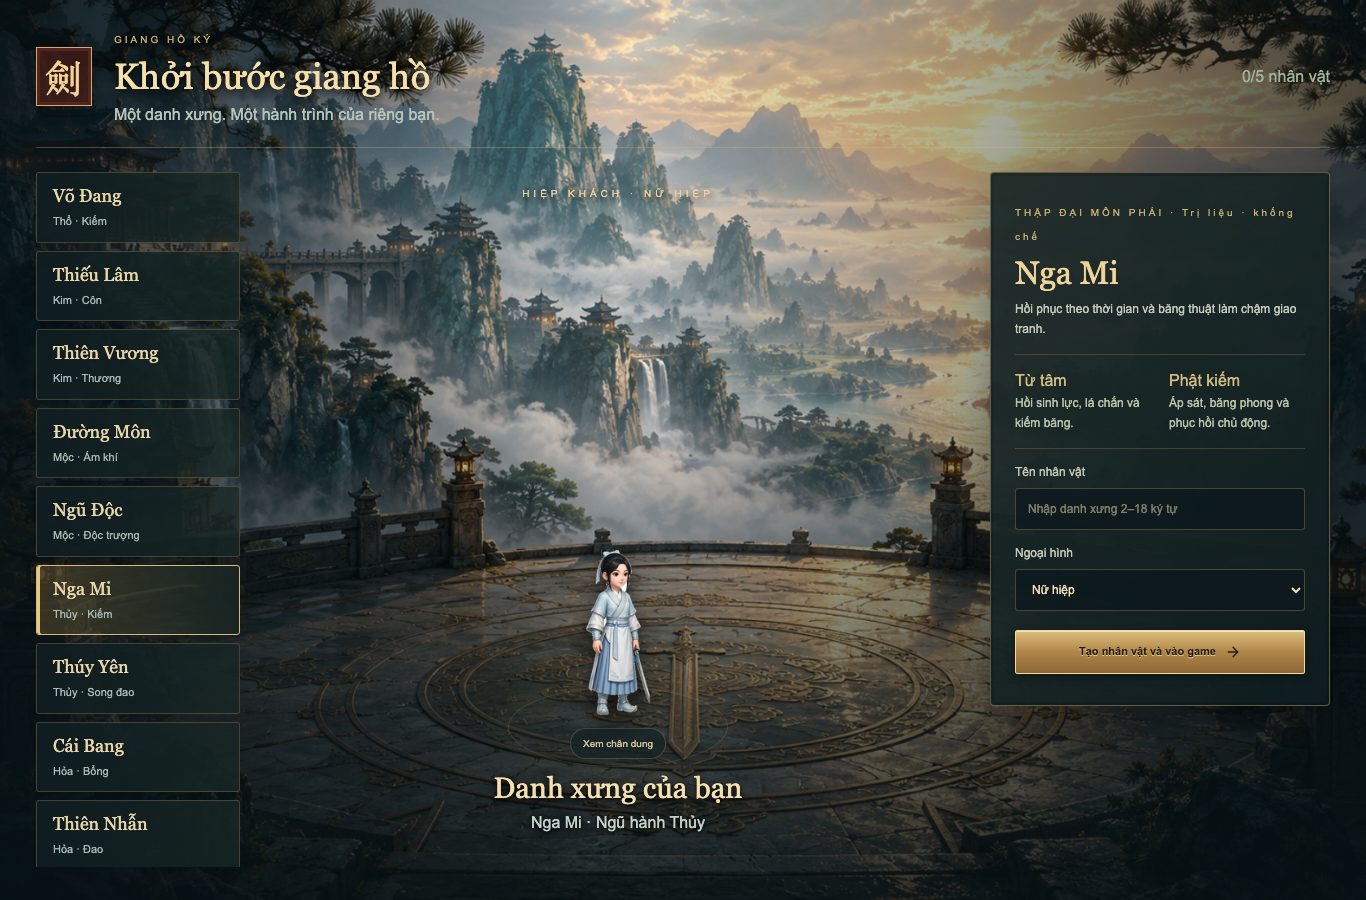 GIANG HỒ KÝ
劍
Khởi bước giang hồ
Một danh xưng. Một hành trình của riêng bạn.
0/5 nhân vật
Võ Đang
Thổ · Kiếm
Thiếu Lâm
Kim · Côn
Thiên Vương
Kim · Thương
Đường Môn
Mộc · Ám khí
Ngũ Độc
Mộc · Độc trượng
Nga Mi
Thủy · Kiếm
Thúy Yên
Thủy · Song đao
Cái Bang
Hỏa · Bổng
Thiên Nhẫn
Hỏa · Đao
HIỆP KHÁCH · NỮ HIỆP
Xem chân dung
Danh xưng của bạn
Nga Mi · Ngũ hành Thủy
THẬP ĐẠI MÔN PHÁI · Trị liệu · khống
chế
Nga Mi
Hồi phục theo thời gian và băng thuật làm chậm giao
tranh.
Từ tâm
Hồi sinh lực, lá chắn và
kiếm băng.
Phật kiếm
Áp sát, băng phong và
phục hồi chủ động.
Tên nhân vật
Nhập danh xưng 2–18 ký tự
Ngoại hình
Nữ hiệp
Tạo nhân vật và vào game →